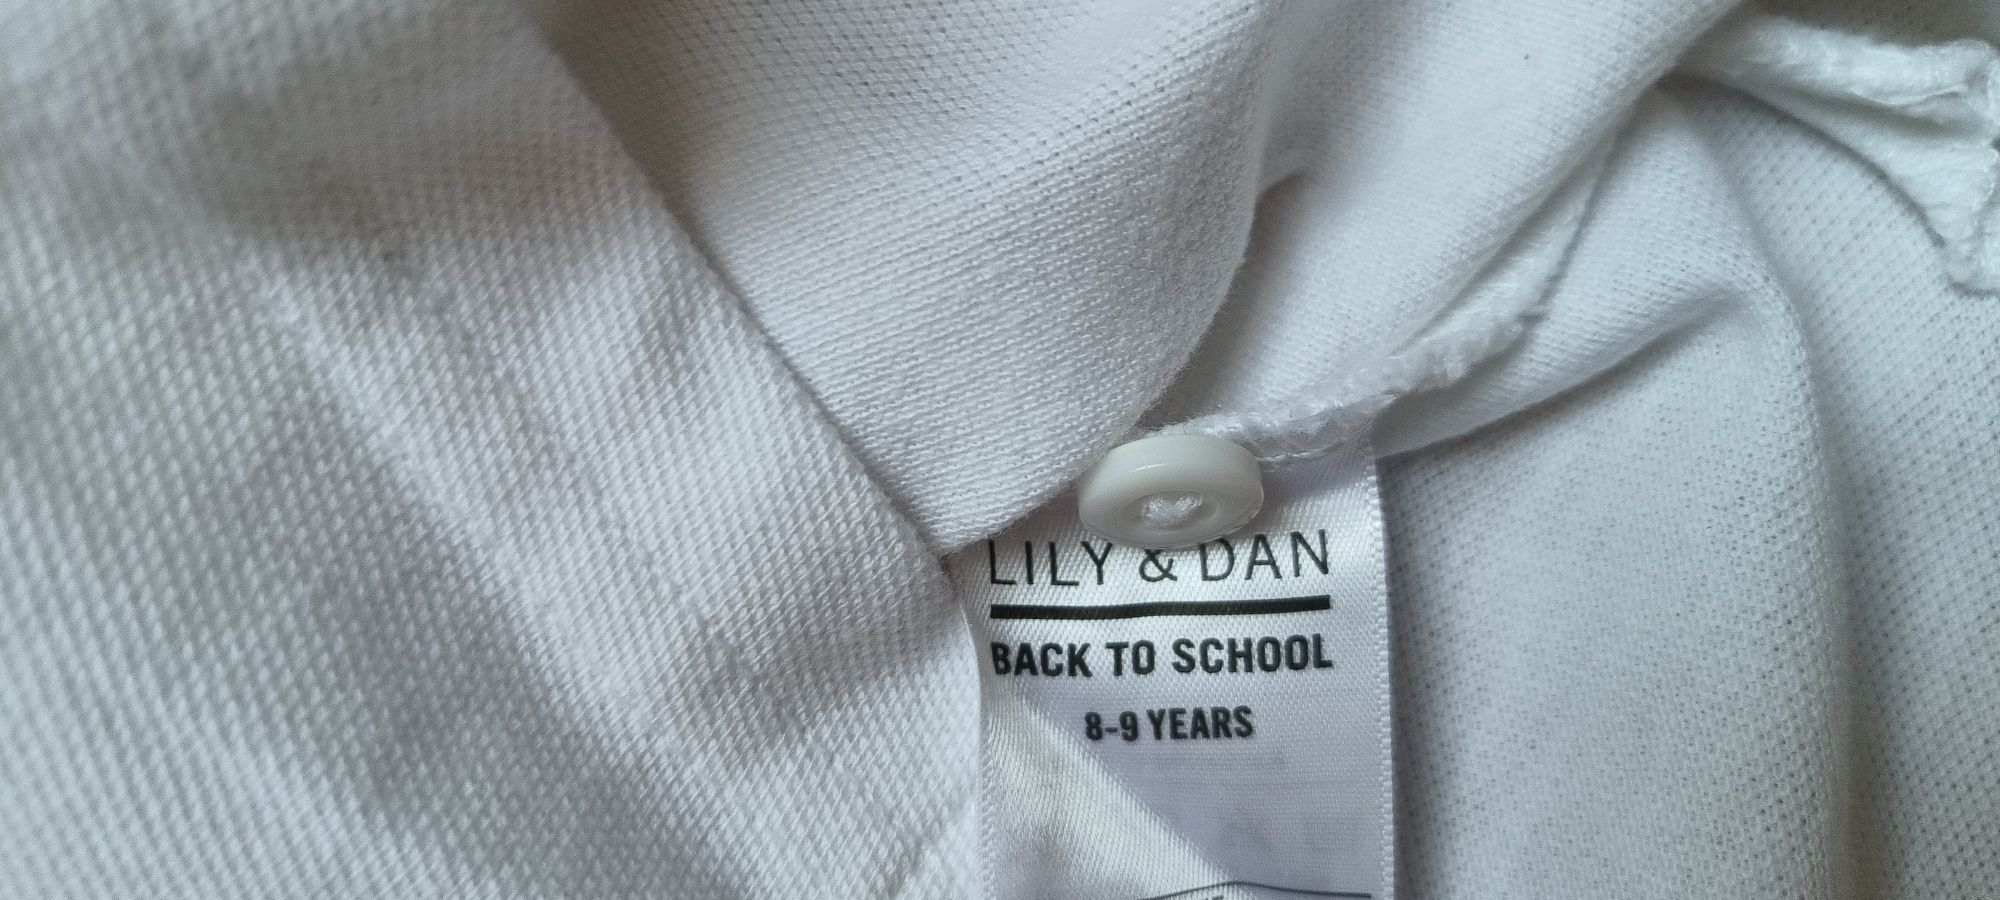 LILY & DAN
BACK TO SCHOOL
8-9 YEARS